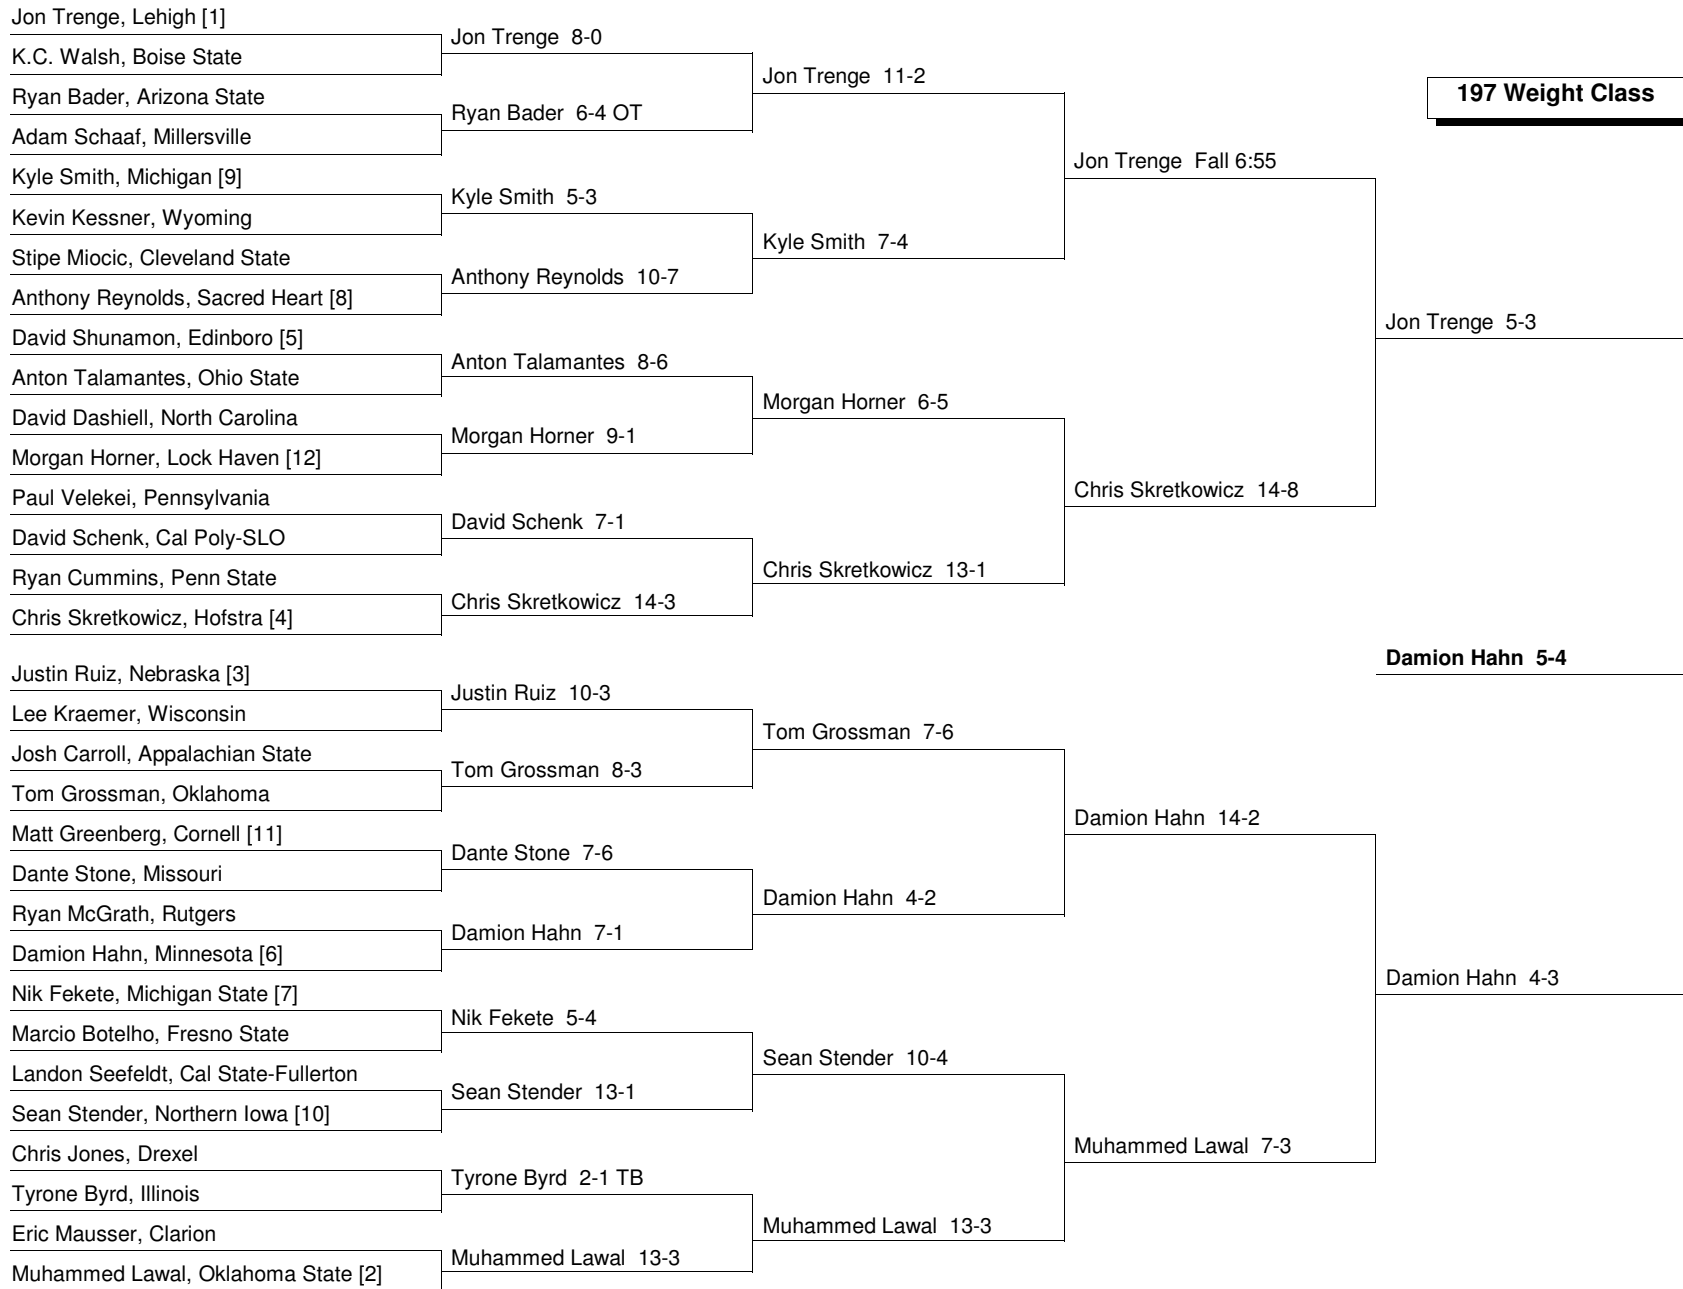 Jon Trenge, Lehigh [1]
K.C. Walsh, Boise State
Ryan Bader, Arizona State
Adam Schaaf, Millersville
Kyle Smith, Michigan [9]
Kevin Kessner, Wyoming
Stipe Miocic, Cleveland State
Anthony Reynolds, Sacred Heart [8]
David Shunamon, Edinboro [5]
Anton Talamantes, Ohio State
David Dashiell, North Carolina
Morgan Horner, Lock Haven [12]
Paul Velekei, Pennsylvania
David Schenk, Cal Poly-SLO
Ryan Cummins, Penn State
Chris Skretkowicz, Hofstra [4]
Justin Ruiz, Nebraska [3]
Lee Kraemer, Wisconsin
Josh Carroll, Appalachian State
Tom Grossman, Oklahoma
Matt Greenberg, Cornell [11]
Dante Stone, Missouri
Ryan McGrath, Rutgers
Damion Hahn, Minnesota [6]
Nik Fekete, Michigan State [7]
Marcio Botelho, Fresno State
Landon Seefeldt, Cal State-Fullerton
Sean Stender, Northern Iowa [10]
Chris Jones, Drexel
Tyrone Byrd, Illinois
Eric Mausser, Clarion
Muhammed Lawal, Oklahoma State [2]
Jon Trenge 8-0
Ryan Bader 6-4 OT
Kyle Smith 5-3
Anthony Reynolds 10-7
Anton Talamantes 8-6
Morgan Horner 9-1
David Schenk 7-1
Chris Skretkowicz 14-3
Justin Ruiz 10-3
Tom Grossman 8-3
Dante Stone 7-6
Damion Hahn 7-1
Nik Fekete 5-4
Sean Stender 13-1
Tyrone Byrd 2-1 TB
Muhammed Lawal 13-3
Jon Trenge 11-2
Kyle Smith 7-4
Morgan Horner 6-5
Chris Skretkowicz 13-1
Tom Grossman 7-6
Damion Hahn 4-2
Sean Stender 10-4
Muhammed Lawal 13-3
Jon Trenge Fall 6:55
Chris Skretkowicz 14-8
Damion Hahn 14-2
Muhammed Lawal 7-3
197 Weight Class
Jon Trenge 5-3
Damion Hahn 5-4
Damion Hahn 4-3